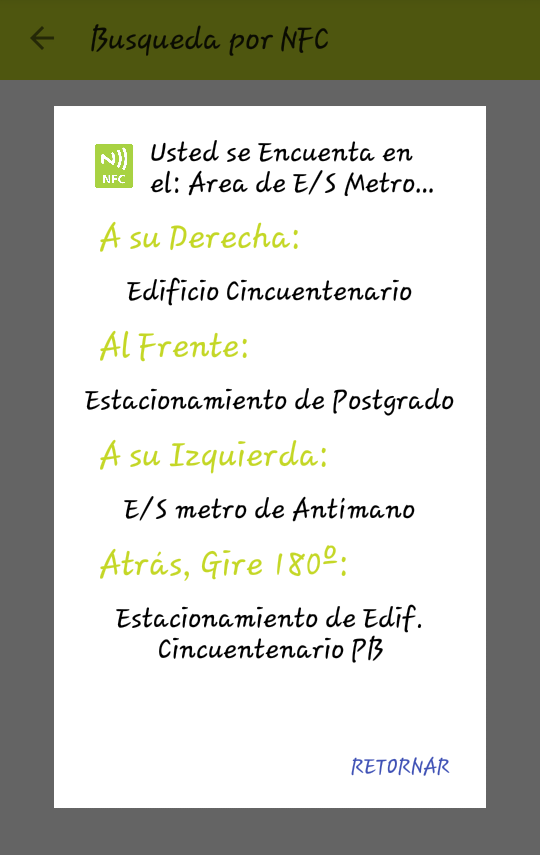 Busqueda por NFC
Usted se Encuenta en
el: Area de E/S Metro...
NFC
A su Derecha:
Edificio Cincuentenario
Al Frente:
Estacionamiento de Postgrado
A su Izquierda:
E/S metro de Antimano
Atrás, Gire 180º:
Estacionamiento de Edif.
Cincuentenario PB
RETORNAR